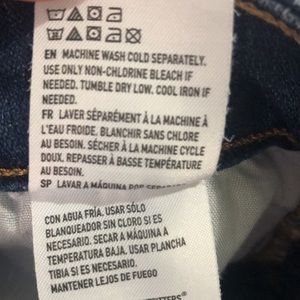 EN MACHINE WASH COLD SEPARATELY.
USE ONLY NON-CHLORINE BLEACH IF
NEEDED. TUMBLE DRY LOW. COOL IRON IF
NEEDED.
FR LAVER SÉPARÉMENT À LA MACHINE À
L'EAU FROIDE. BLANCHIR SANS CHLORE
AU BESOIN. SÉCHER À LA MACHINE CYCLE
DOUX. REPASSER À BASSE TEMPÉRATURE
AU BESOIN.
SP LAVAR A MÁQUINA POR
CON AGUA FRÍA. USAR SÓLO
BLANQUEADOR SIN CLORO SI ES
NECESARIO. SECAR A MÁQUINA A
TEMPERATURA BAJA. USAR PLANCHA
TIBIA SI ES NECESARIO.
MANTENER LEJOS DE FUEGO